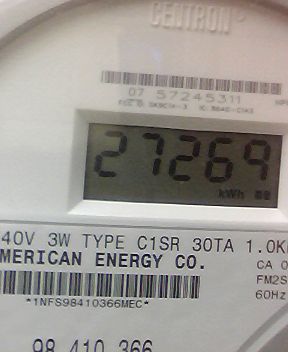 CENTRON®
07 57245311
27269
kWh
40V 3W TYPE C1SR 30TA 1.0K
MERICAN ENERGY CO.
CA 0
FM2S
60Hz
*1NFS98410366MEC*
98 410 366